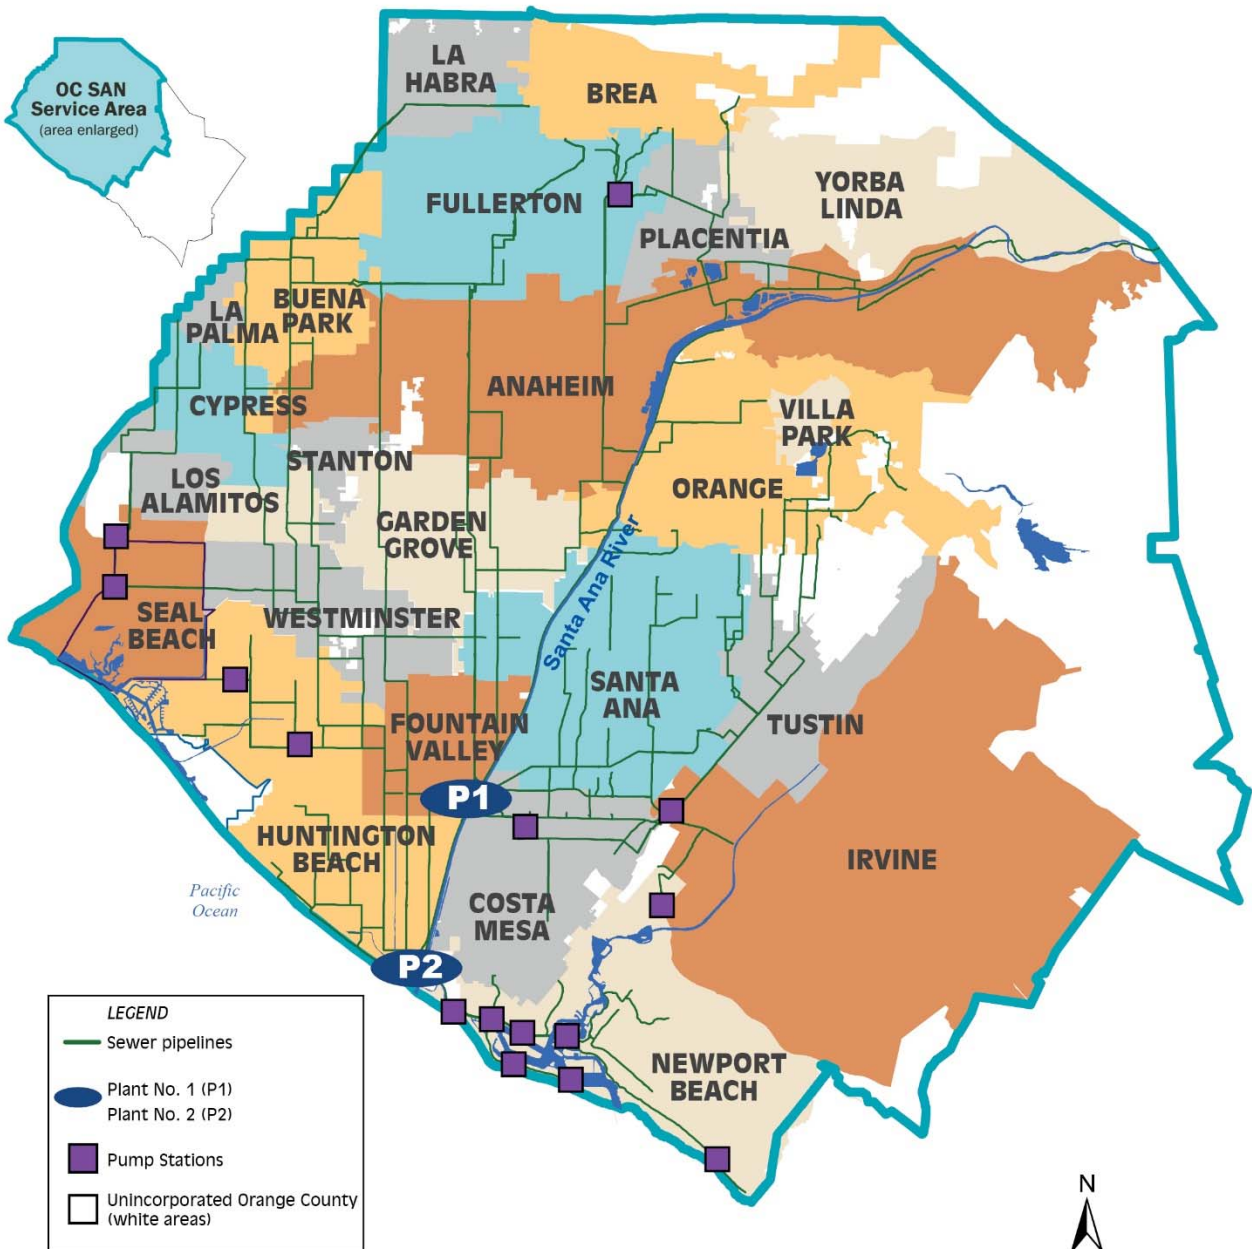 OC SAN
Service Area
(area enlarged)
LA
HABRA
BREA
FULLERTON
YORBA
LINDA
PLACENTIA
LA
PALMA
BUENA
PARK
ANAHEIM
CYPRESS
VILLA
PARK
STANTON
LOS
ALAMITOS
ORANGE
GARDEN
GROVE
Santa Ana River
SEAL
BEACH
WESTMINSTER
SANTA
ANA
FOUNTAIN
VALLEY
TUSTIN
P1
HUNTINGTON
BEACH
IRVINE
Pacific
Ocean
COSTA
MESA
P2
NEWPORT
BEACH
LEGEND
Sewer pipelines
Plant No. 1 (P1)
Plant No. 2 (P2)
Pump Stations
Unincorporated Orange County
(white areas)
N